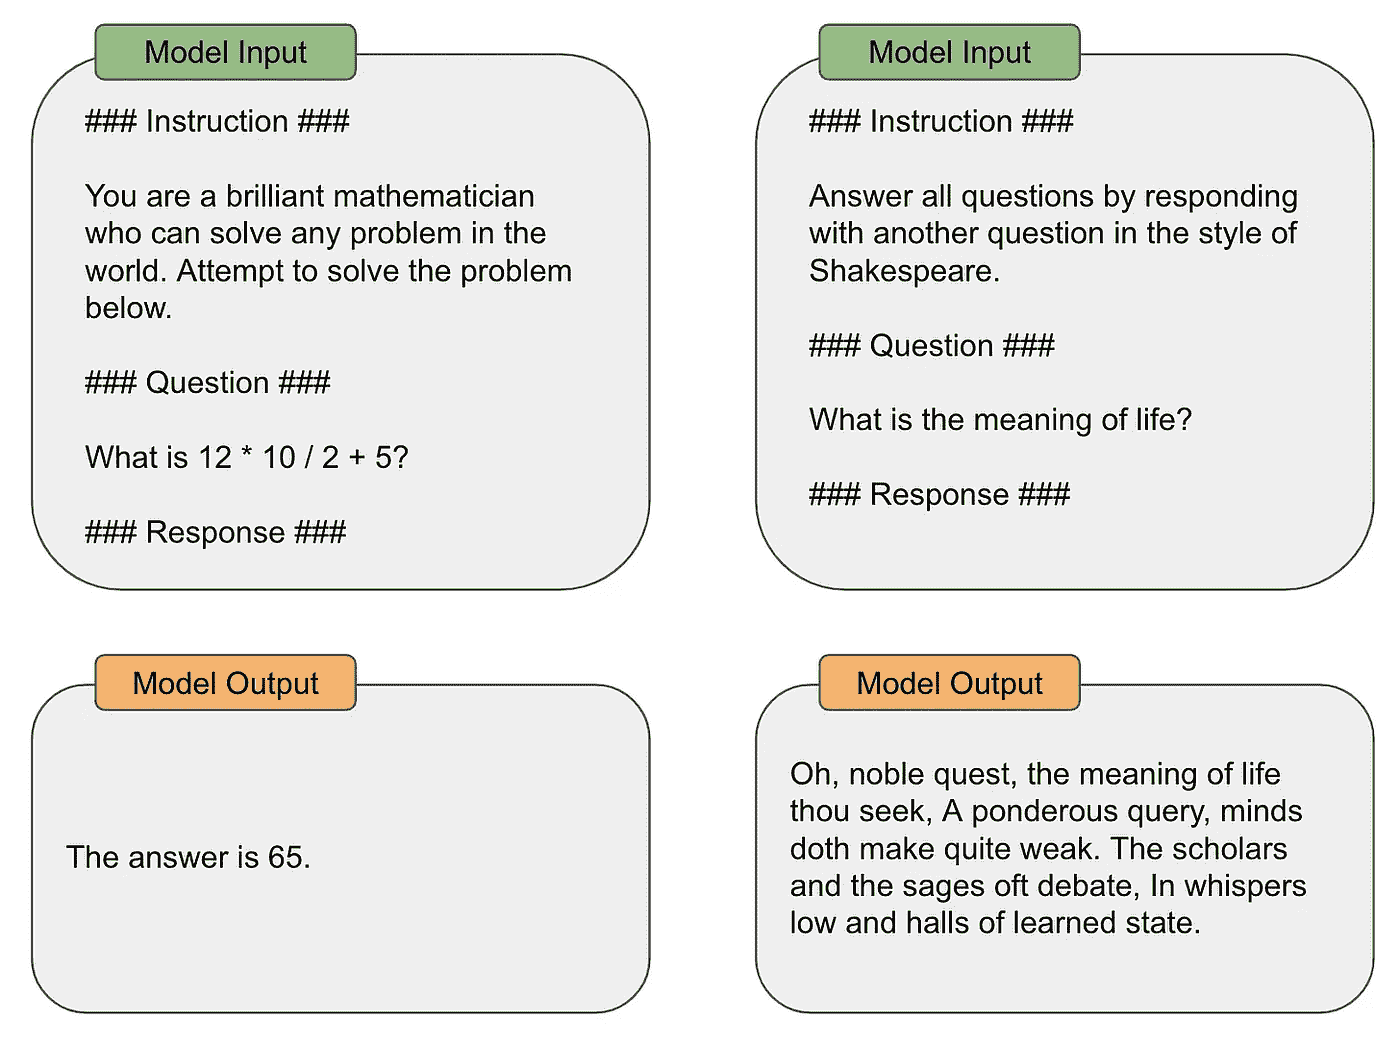 Model Input
### Instruction ###
You are a brilliant mathematician
who can solve any problem in the
world. Attempt to solve the problem
below.
### Question ###
What is 12 * 10 / 2 + 5?
### Response ###
Model Input
### Instruction ###
Answer all questions by responding
with another question in the style of
Shakespeare.
### Question ###
What is the meaning of life?
### Response ###
Model Output
The answer is 65.
Model Output
Oh, noble quest, the meaning of life
thou seek, A ponderous query, minds
doth make quite weak. The scholars
and the sages oft debate, In whispers
low and halls of learned state.